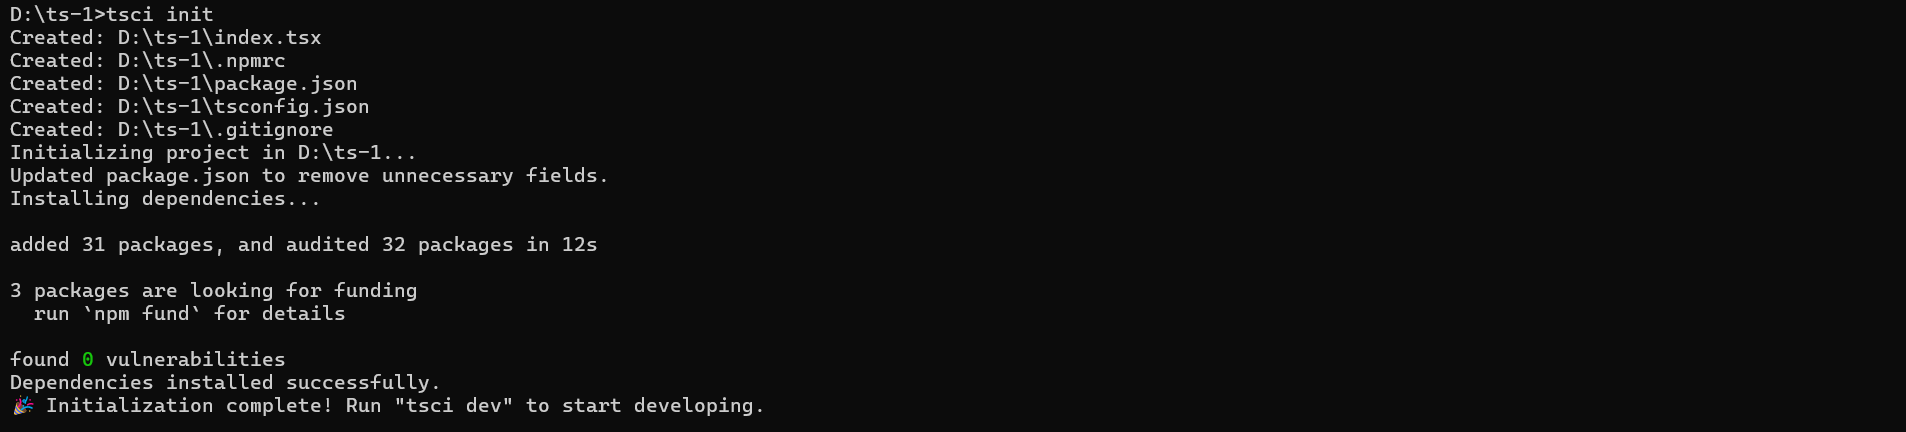 D:\ts-1>tsci init
Created: D:\ts-1\index.tsx
Created: D:\ts-1\.npmrc
Created: D:\ts-1\package.json
Created: D:\ts-1\tsconfig.json
Created: D:\ts-1\.gitignore
Initializing project in D:\ts-1...
Updated package.json to remove unnecessary fields.
Installing dependencies...
added 31 packages, and audited 32 packages in 12s
3 packages are looking for funding
  run `npm fund` for details
found 0 vulnerabilities
Dependencies installed successfully.
🎉 Initialization complete! Run "tsci dev" to start developing.